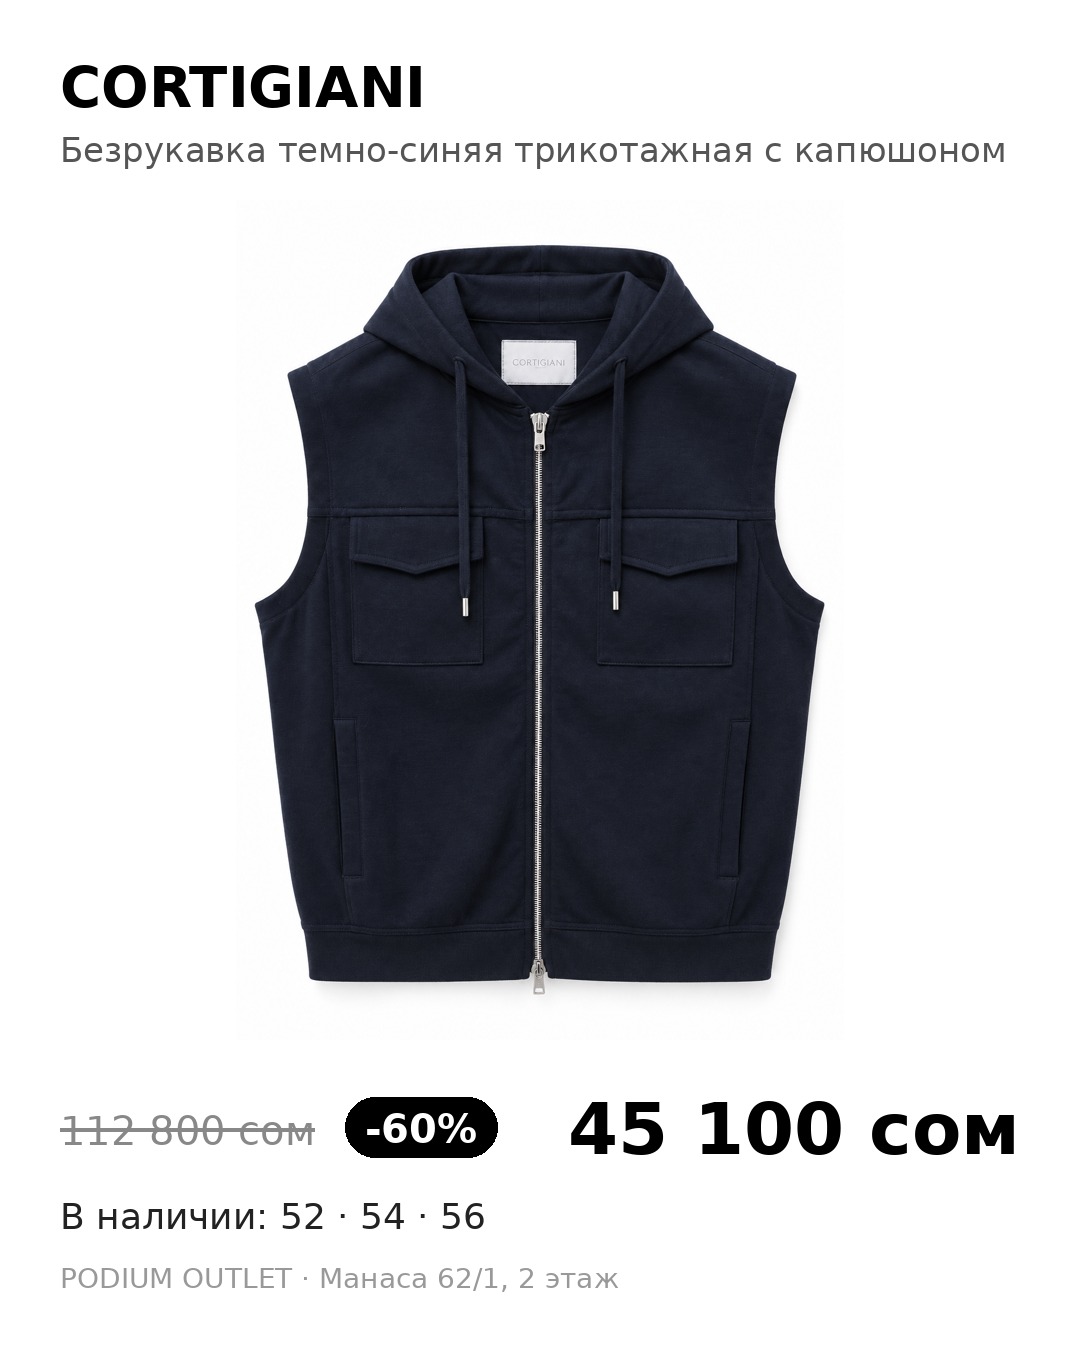 CORTIGIANI
Безрукавка темно-синяя трикотажная с капюшоном
CORTIGIANI
112 800 сом -60% 45 100 сом
В наличии: 52 · 54 · 56
PODIUM OUTLET · Манаса 62/1, 2 этаж